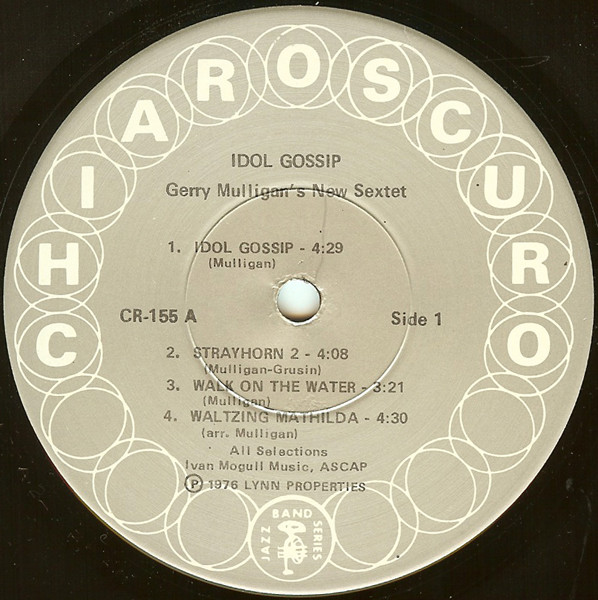 CHIAROSCURO
IDOL GOSSIP
Gerry Mulligan's New Sextet
1. IDOL GOSSIP - 4:29
(Mulligan)
CR-155 A
Side 1
2. STRAYHORN 2 - 4:08
(Mulligan-Grusin)
3. WALK ON THE WATER - 3:21
(Mulligan)
4. WALTZING MATHILDA - 4:30
(arr. Mulligan)
All Selections
Ivan Mogull Music, ASCAP
Ⓟ 1976 LYNN PROPERTIES
JAZZ BAND SERIES